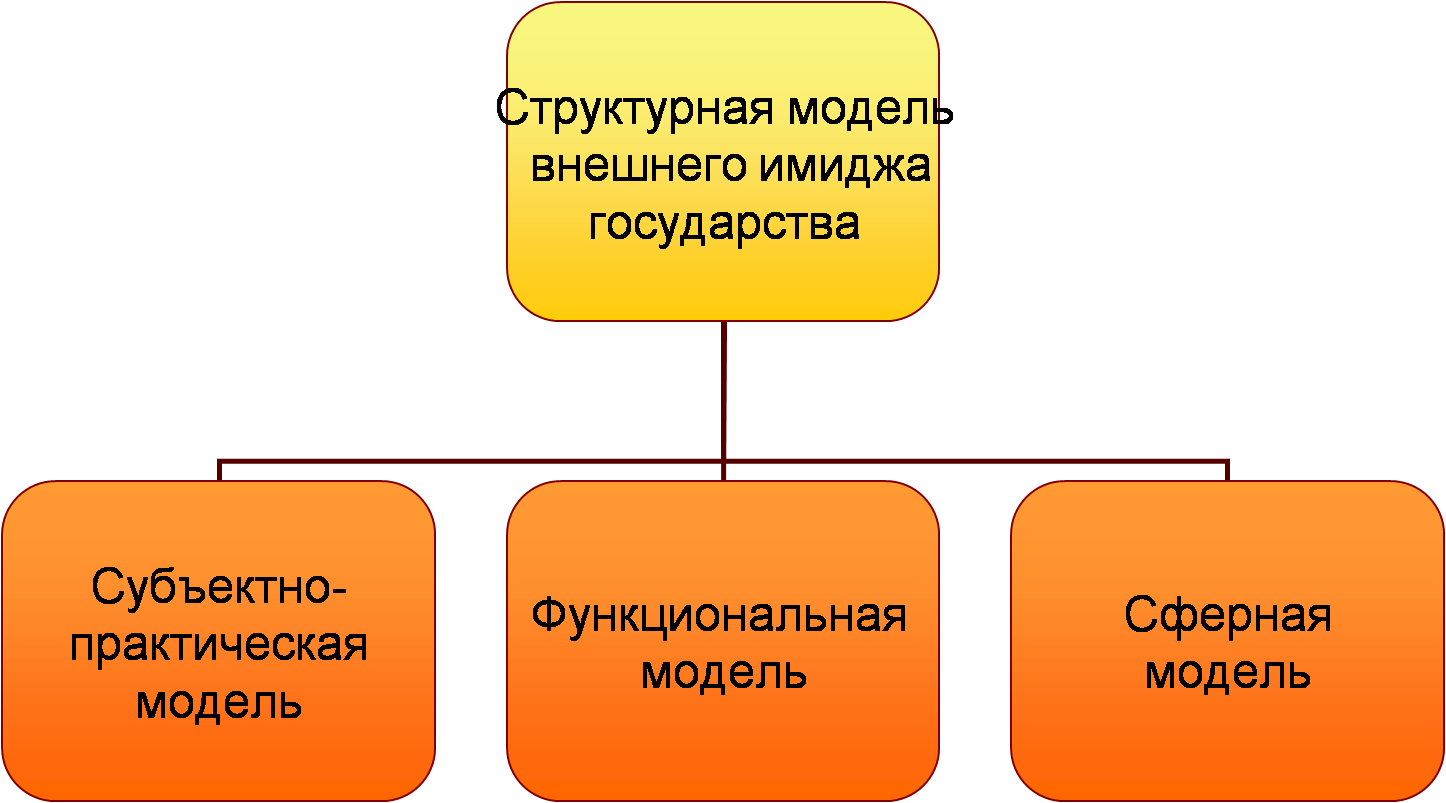 Структурная модель
внешнего имиджа
государства
Субъектно-
практическая
модель
Функциональная
модель
Сферная
модель